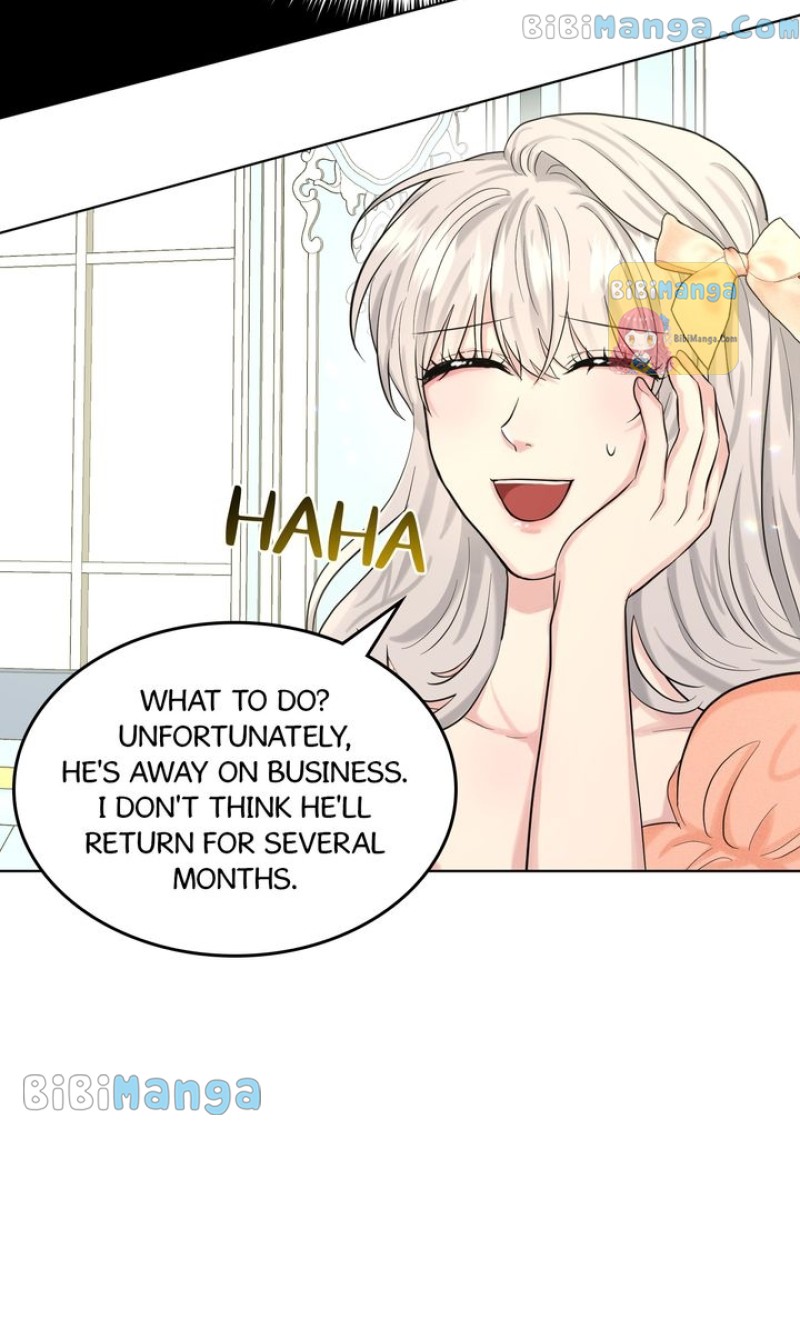 BiBiManga.Com
BiBiManga
BibiManga.Com
HAHA
WHAT TO DO?
UNFORTUNATELY,
HE'S AWAY ON BUSINESS.
I DON'T THINK HE'LL
RETURN FOR SEVERAL
MONTHS.
BiBiManga